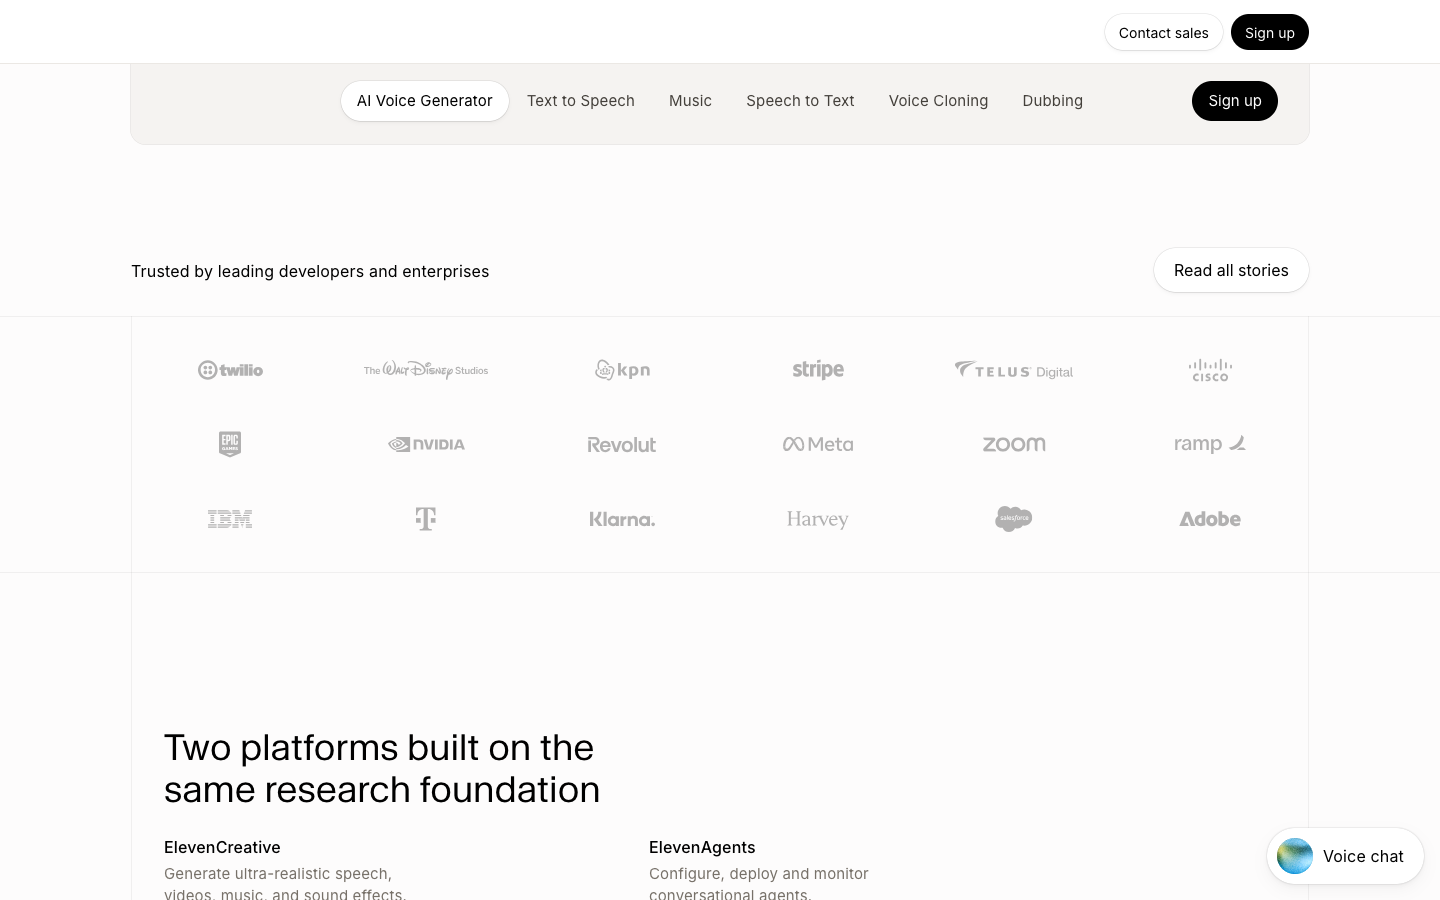 Contact sales
Sign up
AI Voice Generator
Text to Speech
Music
Speech to Text
Voice Cloning
Dubbing
Sign up
Trusted by leading developers and enterprises
Read all stories
twilio
The WALT DISNEY Studios
kpn
stripe
TELUS Digital
CISCO
EPIC GAMES
NVIDIA
Revolut
Meta
zoom
ramp
IBM
T
Klarna.
Harvey
salesforce
Adobe
Two platforms built on the
same research foundation
ElevenCreative
Generate ultra-realistic speech,
videos, music, and sound effects.
ElevenAgents
Configure, deploy and monitor
conversational agents.
Voice chat